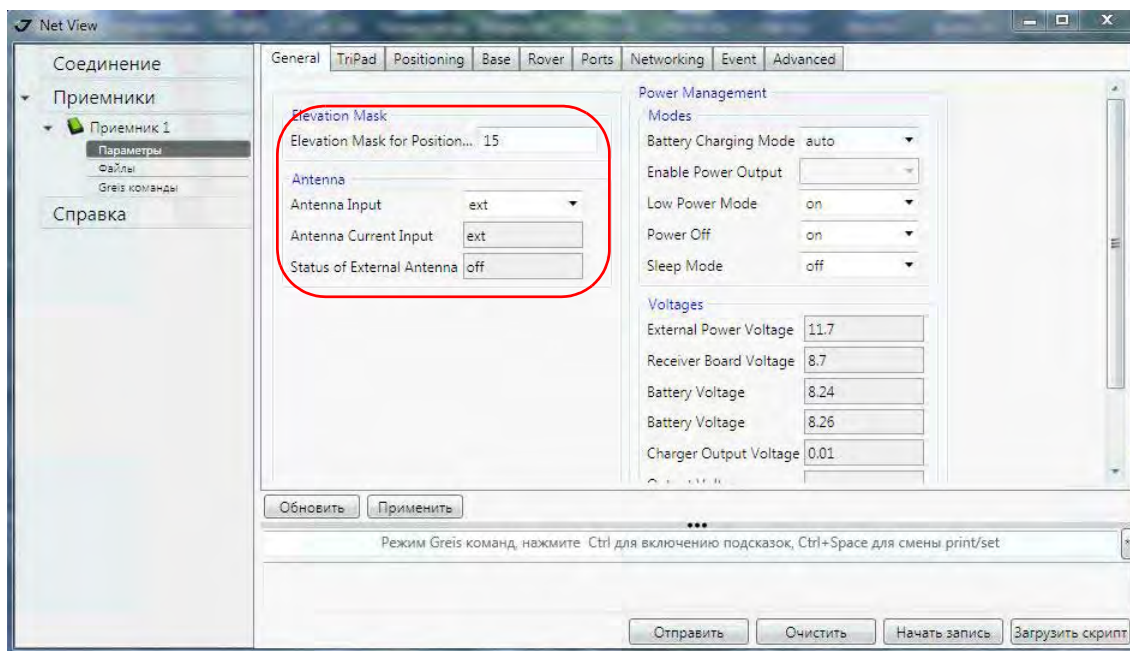 Net View
Соединение
Приемники
Приемник 1
Параметры
Файлы
Greis команды
Справка
General TriPad Positioning Base Rover Ports Networking Event Advanced
Elevation Mask
Elevation Mask for Position... 15
Antenna
Antenna Input ext
Antenna Current Input ext
Status of External Antenna off
Power Management
Modes
Battery Charging Mode auto
Enable Power Output
Low Power Mode on
Power Off on
Sleep Mode off
Voltages
External Power Voltage 11.7
Receiver Board Voltage 8.7
Battery Voltage 8.24
Battery Voltage 8.26
Charger Output Voltage 0.01
Обновить Применить
Режим Greis команд, нажмите Ctrl для включению подсказок, Ctrl+Space для смены print/set
Отправить Очистить Начать запись Загрузить скрипт